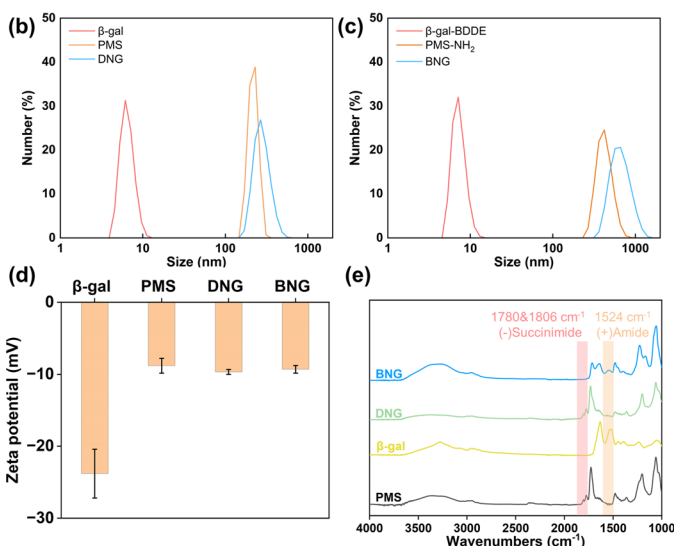 (b)
50
40
30
20
10
0
Number (%)
β-gal
PMS
DNG
1
10
100
1000
Size (nm)
(c)
50
40
30
20
10
0
Number (%)
β-gal-BDDE
PMS-NH₂
BNG
1
10
100
1000
Size (nm)
(d)
β-gal PMS DNG BNG
0
−10
−20
−30
Zeta potential (mV)
(e)
1780&1806 cm⁻¹
(-)Succinimide
1524 cm⁻¹
(+)Amide
BNG
DNG
β-gal
PMS
4000 3500 3000 2500 2000 1500 1000
Wavenumbers (cm⁻¹)